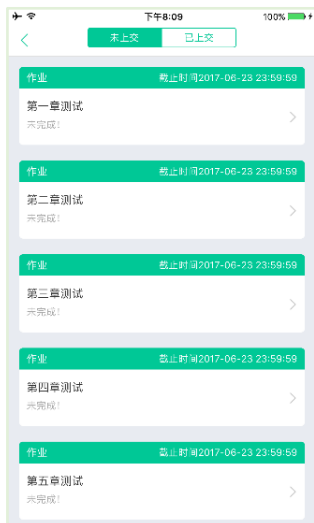 下午8:09
100%
未上交
已上交
作业 截止时间2017-06-23 23:59:59
第一章测试
未完成!
作业 截止时间2017-06-23 23:59:59
第二章测试
未完成!
作业 截止时间2017-06-23 23:59:59
第三章测试
未完成!
作业 截止时间2017-06-23 23:59:59
第四章测试
未完成!
作业 截止时间2017-06-23 23:59:59
第五章测试
未完成!